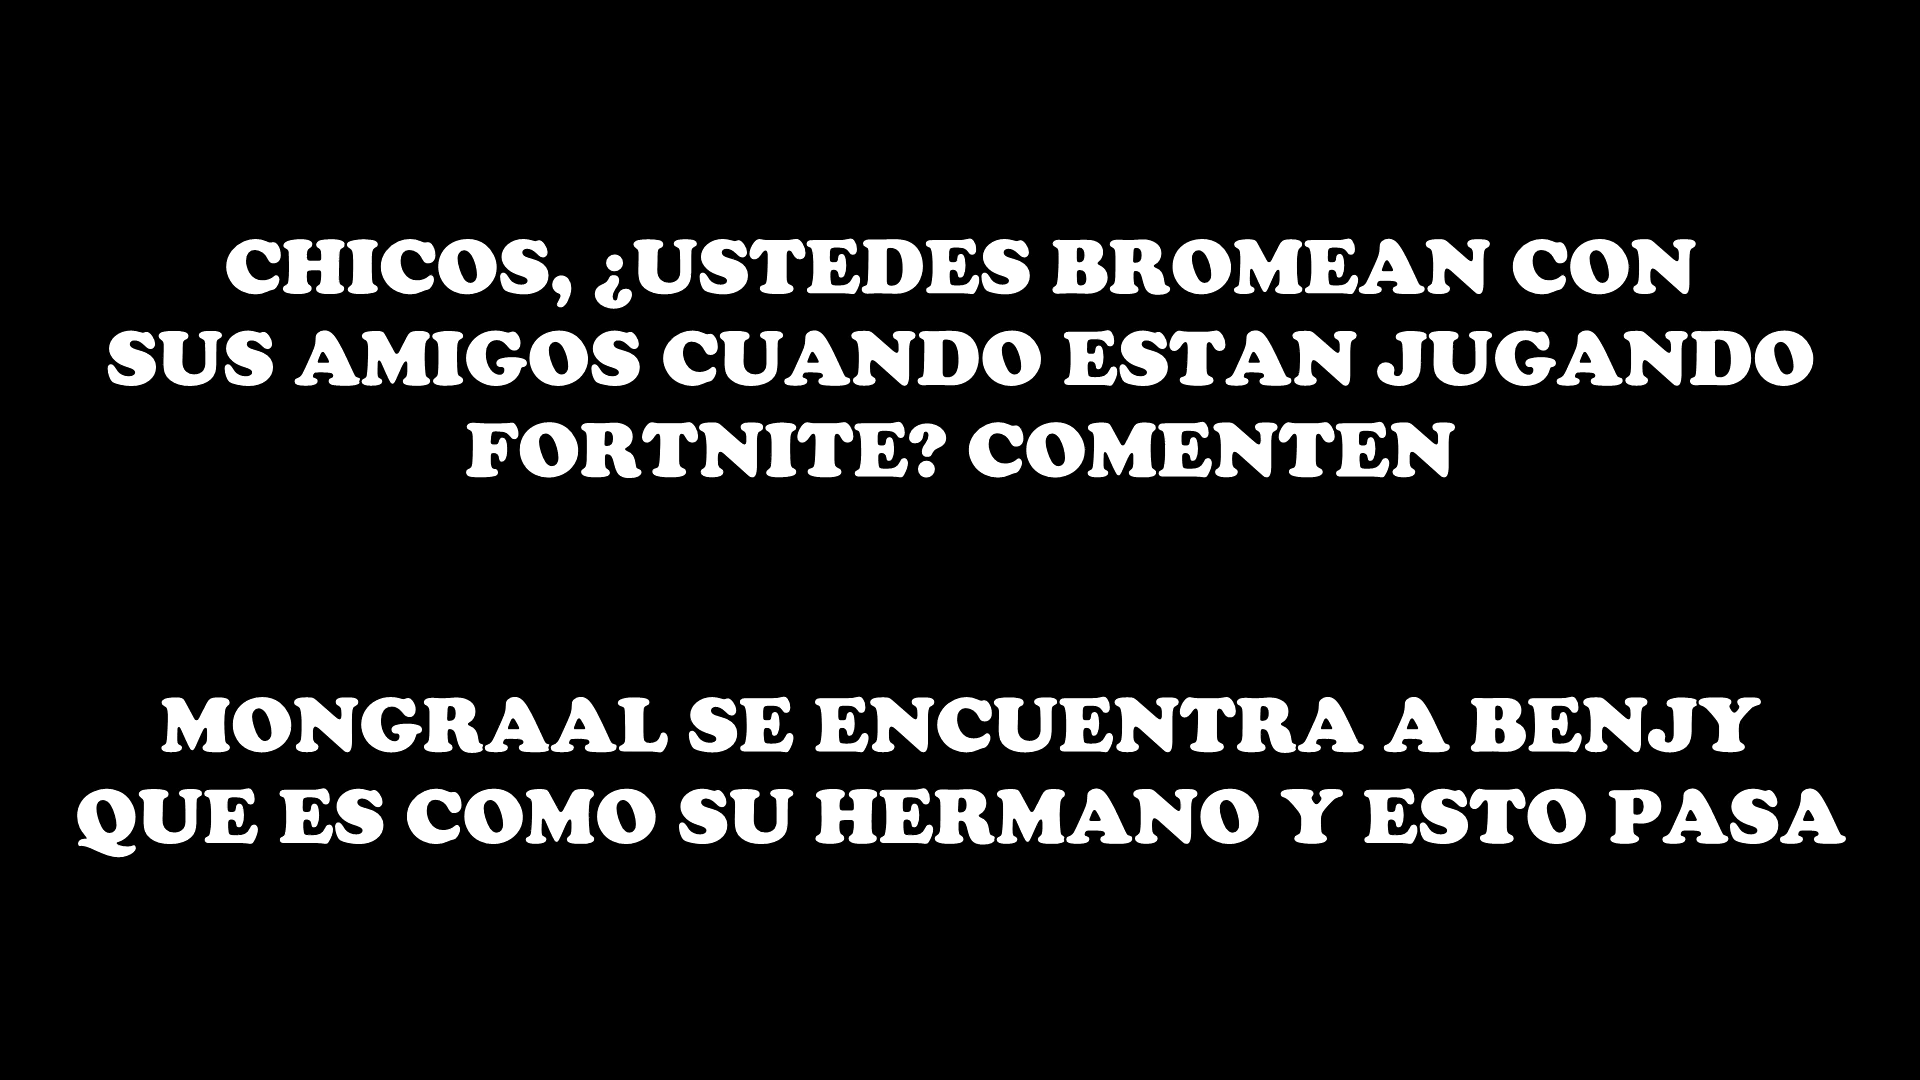 CHICOS, ¿USTEDES BROMEAN CON
SUS AMIGOS CUANDO ESTAN JUGANDO
FORTNITE? COMENTEN
MONGRAAL SE ENCUENTRA A BENJY
QUE ES COMO SU HERMANO Y ESTO PASA